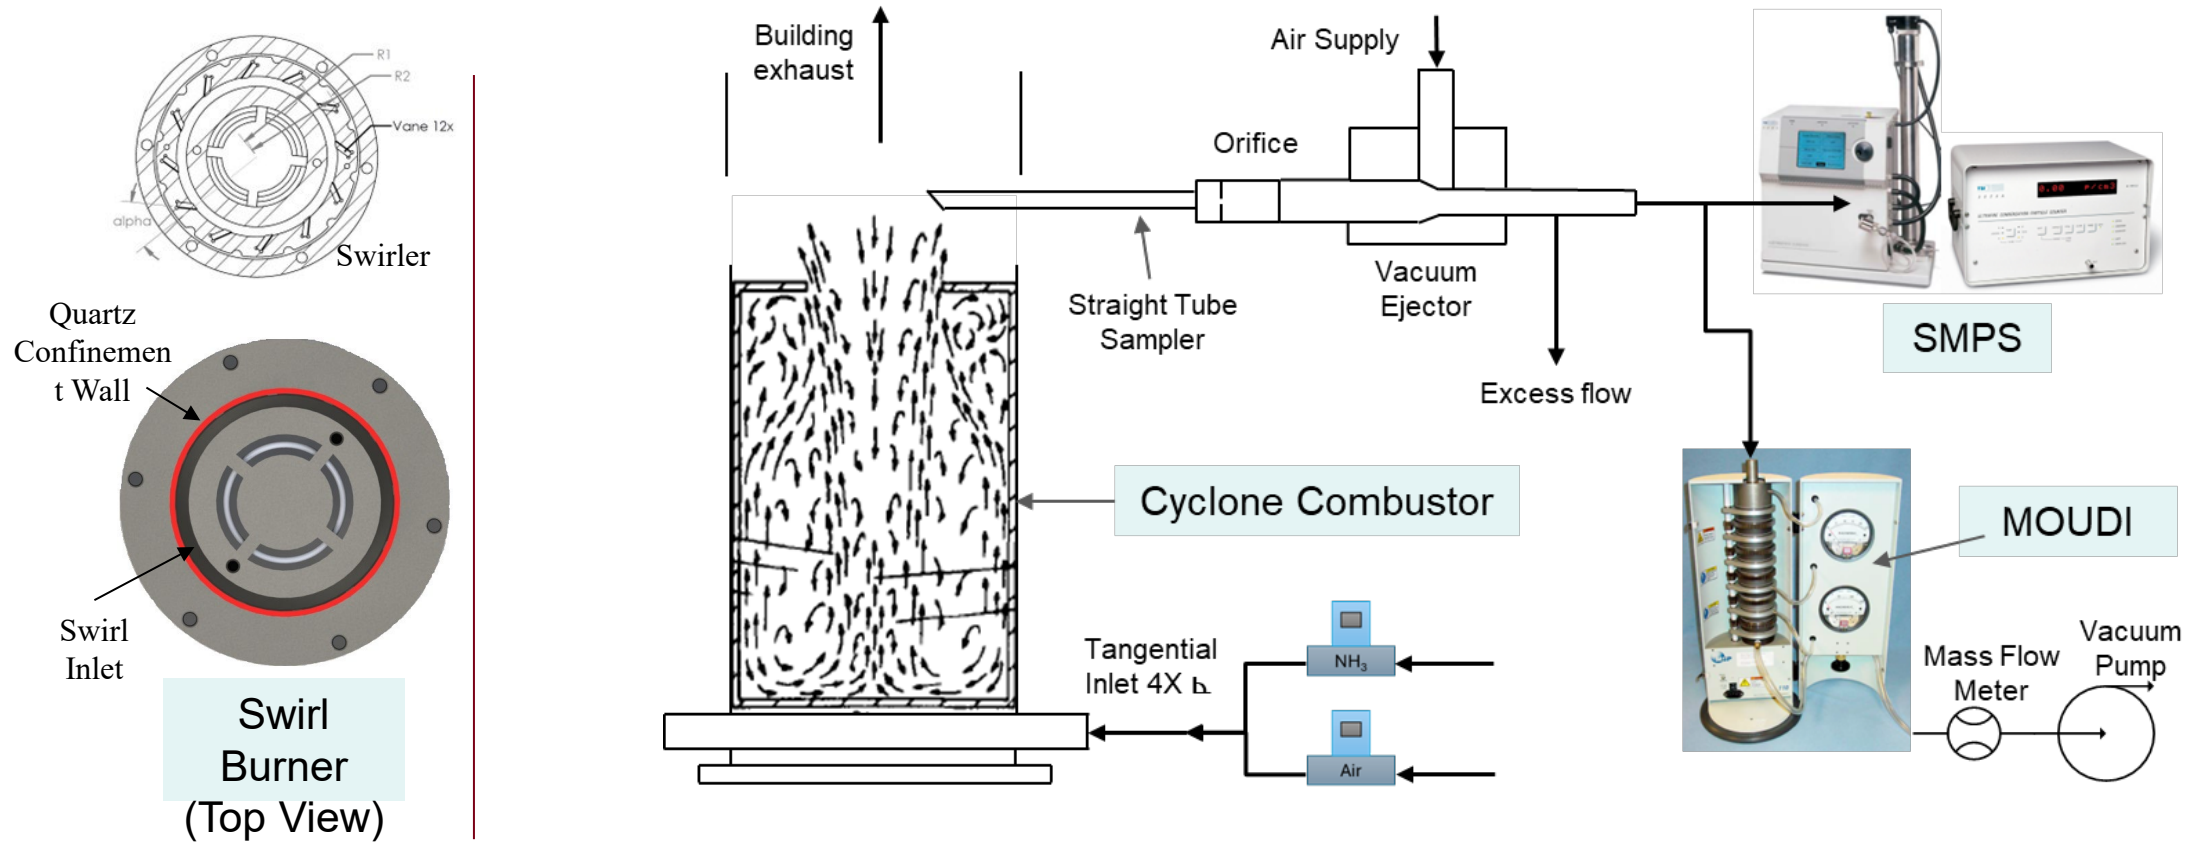 R1
R2
Vane 12x
alpha
Swirler
Quartz
Confinemen
t Wall
Swirl
Inlet
Swirl
Burner
(Top View)
Building
exhaust
Air Supply
Orifice
Straight Tube
Sampler
Vacuum
Ejector
Excess flow
SMPS
Cyclone Combustor
MOUDI
Tangential
Inlet 4X
NH3
Air
Mass Flow
Meter
Vacuum
Pump